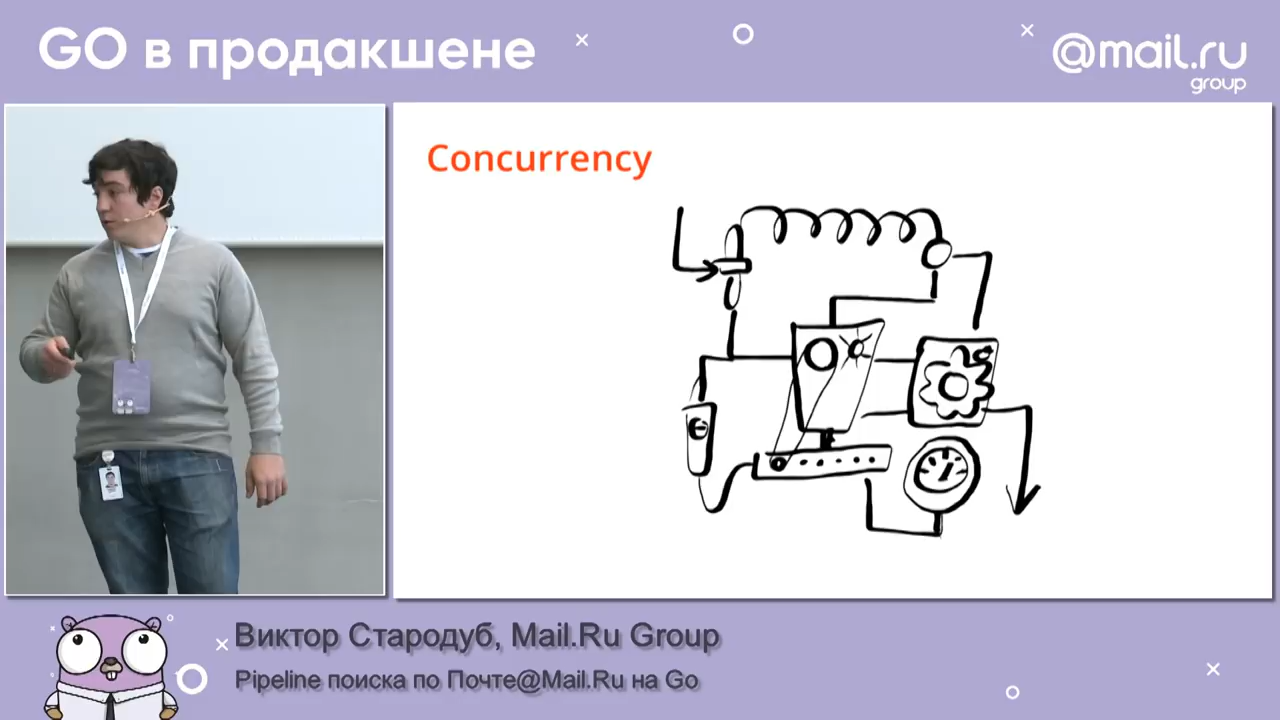 GO в продакшене
@mail.ru
group
Concurrency
Виктор Стародуб, Mail.Ru Group
Pipeline поиска по Почте@Mail.Ru на Go